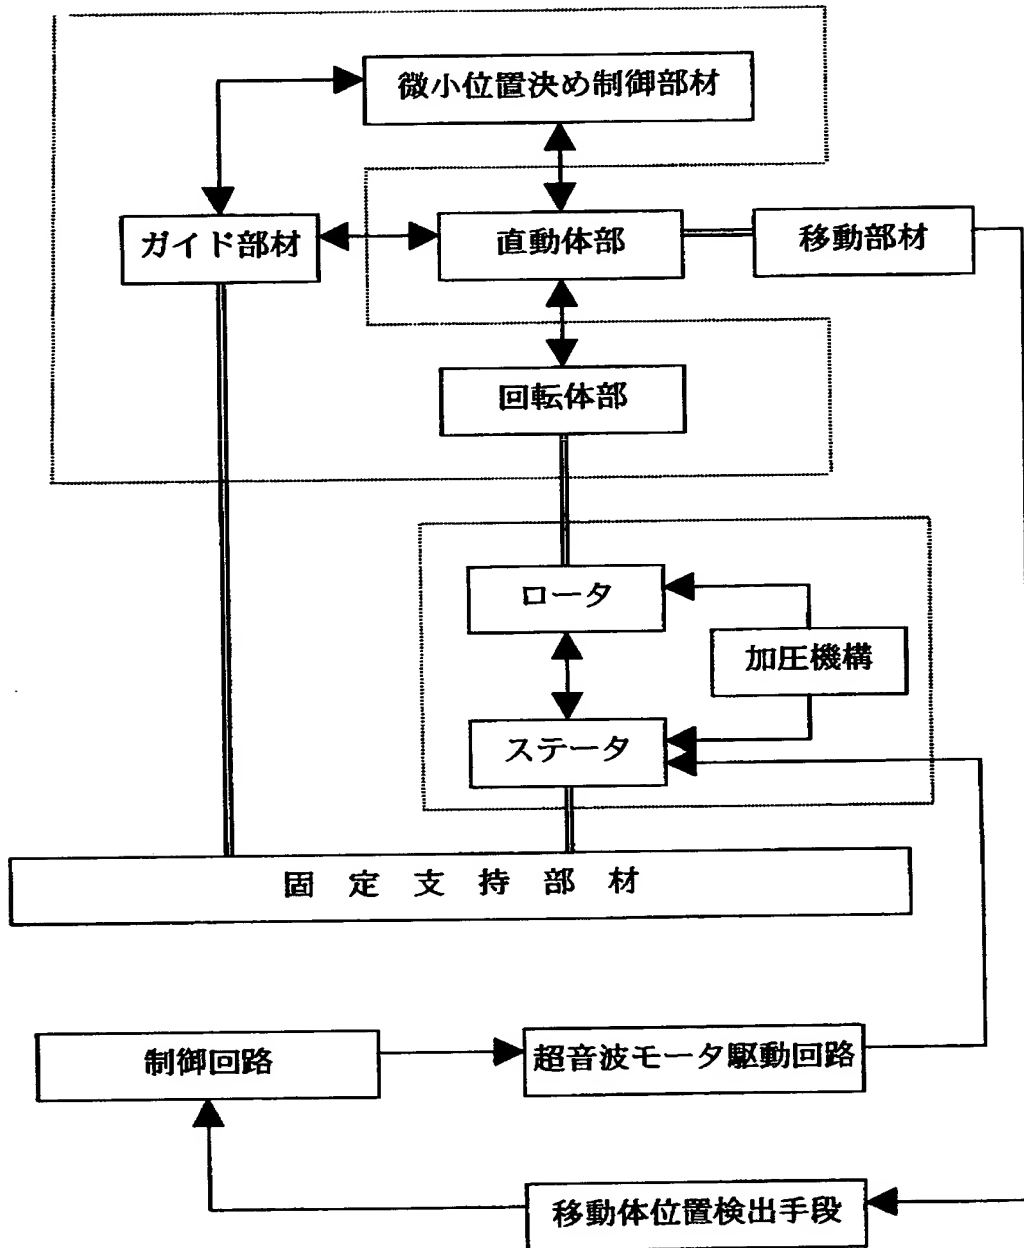 微小位置決め制御部材
ガイド部材
直動体部
移動部材
回転体部
ロータ
加圧機構
ステータ
固定支持部材
制御回路
超音波モータ駆動回路
移動体位置検出手段